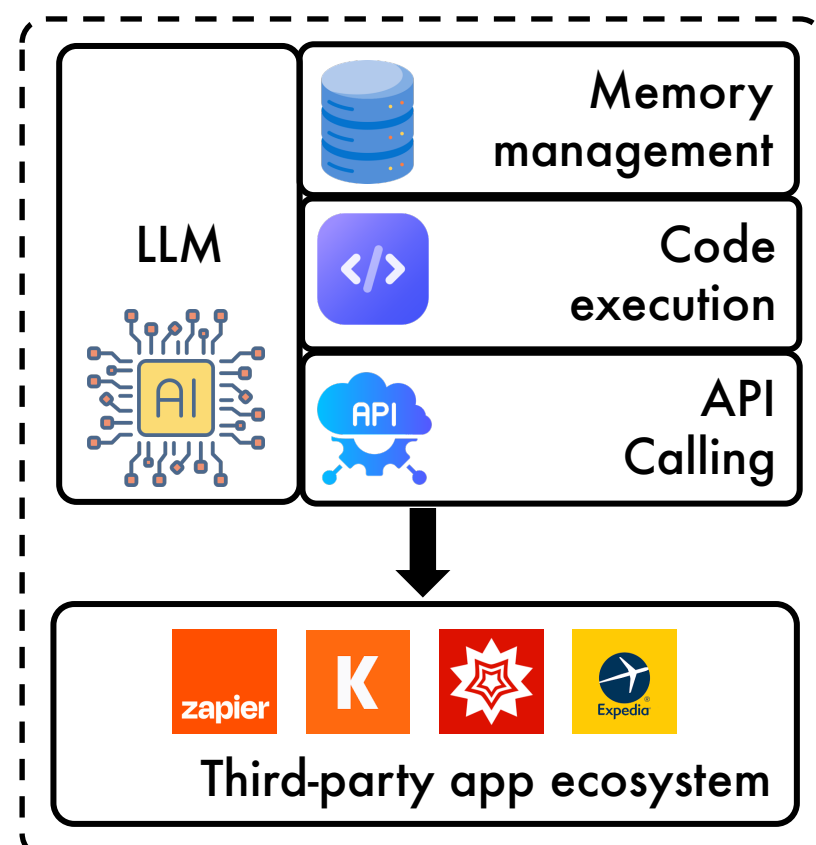 LLM
AI
Memory
management
Code
execution
</>
API
API
Calling
zapier
K
Expedia®
Third-party app ecosystem